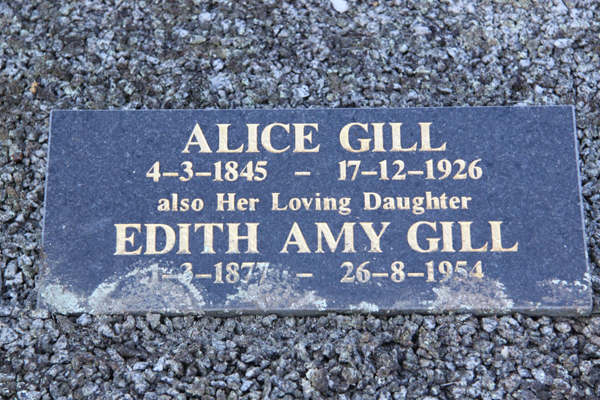 ALICE GILL
4–3–1845 – 17–12–1926
also Her Loving Daughter
EDITH AMY GILL
–3–1877 – 26–8–1954